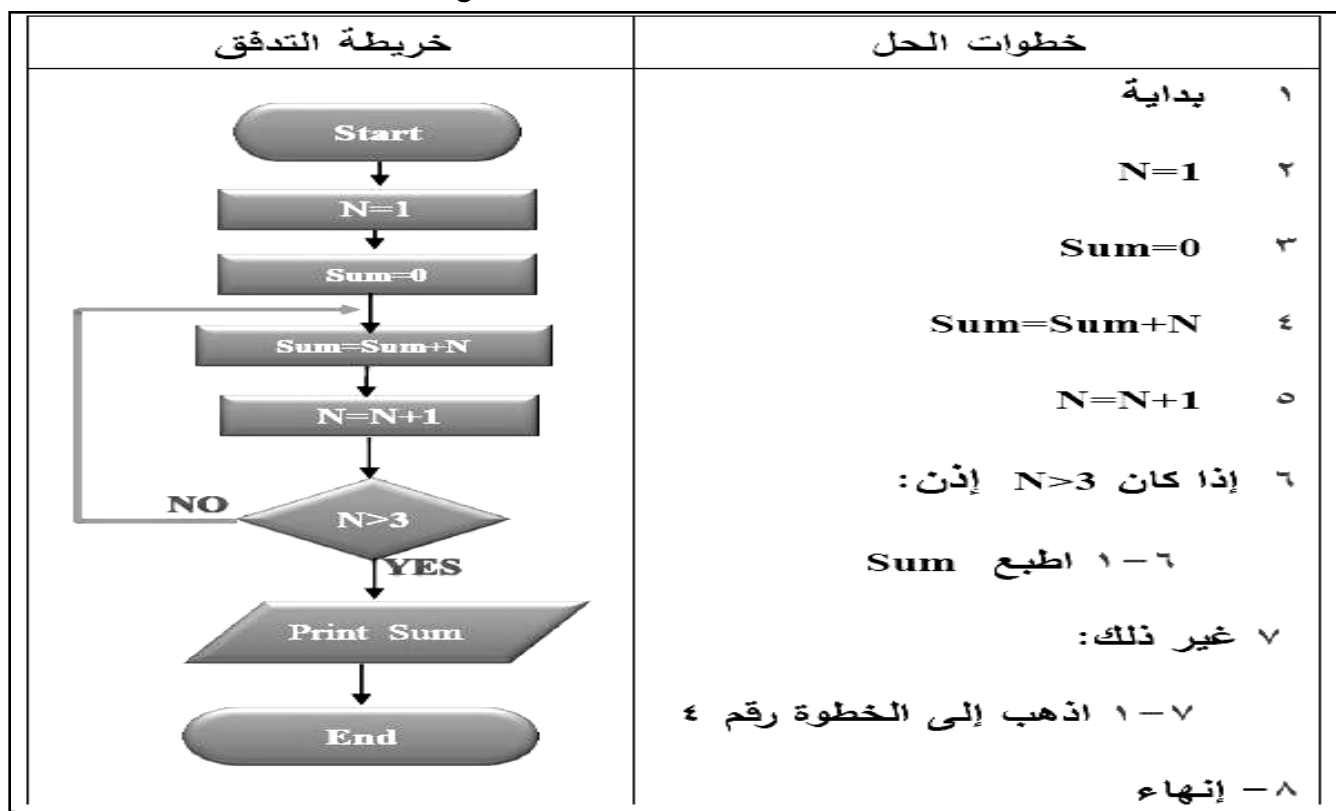 خطوات الحل
١ بداية
٢ N=1
٣ Sum=0
٤ Sum=Sum+N
٥ N=N+1
٦ إذا كان N>3 إذن:
٦-١ اطبع Sum
٧ غير ذلك:
٧-١ اذهب إلى الخطوة رقم ٤
٨- إنهاء
خريطة التدفق
Start
N=1
Sum=0
Sum=Sum+N
N=N+1
N>3
NO
YES
Print Sum
End